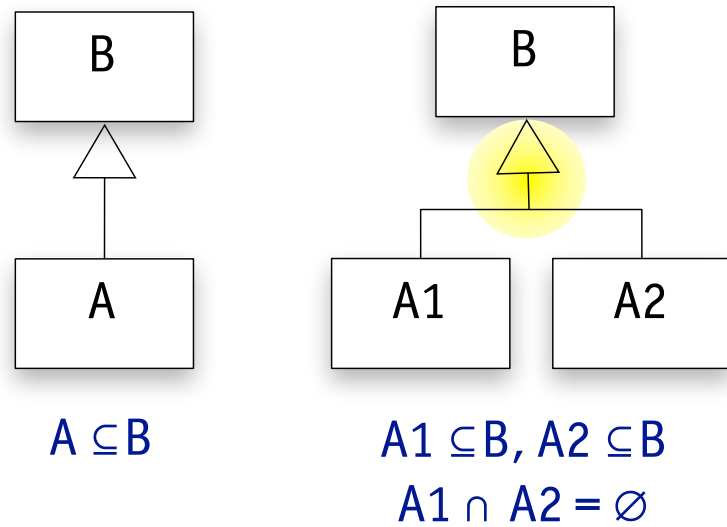 B
A
A ⊆ B
B
A1
A2
A1 ⊆ B, A2 ⊆ B
A1 ∩ A2 = ∅